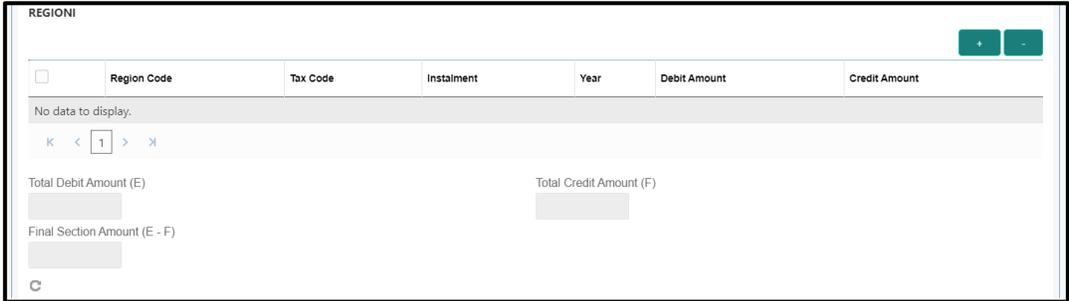 REGIONI
+ -
Region Code Tax Code Instalment Year Debit Amount Credit Amount
No data to display.
1
Total Debit Amount (E) Total Credit Amount (F)
Final Section Amount (E - F)